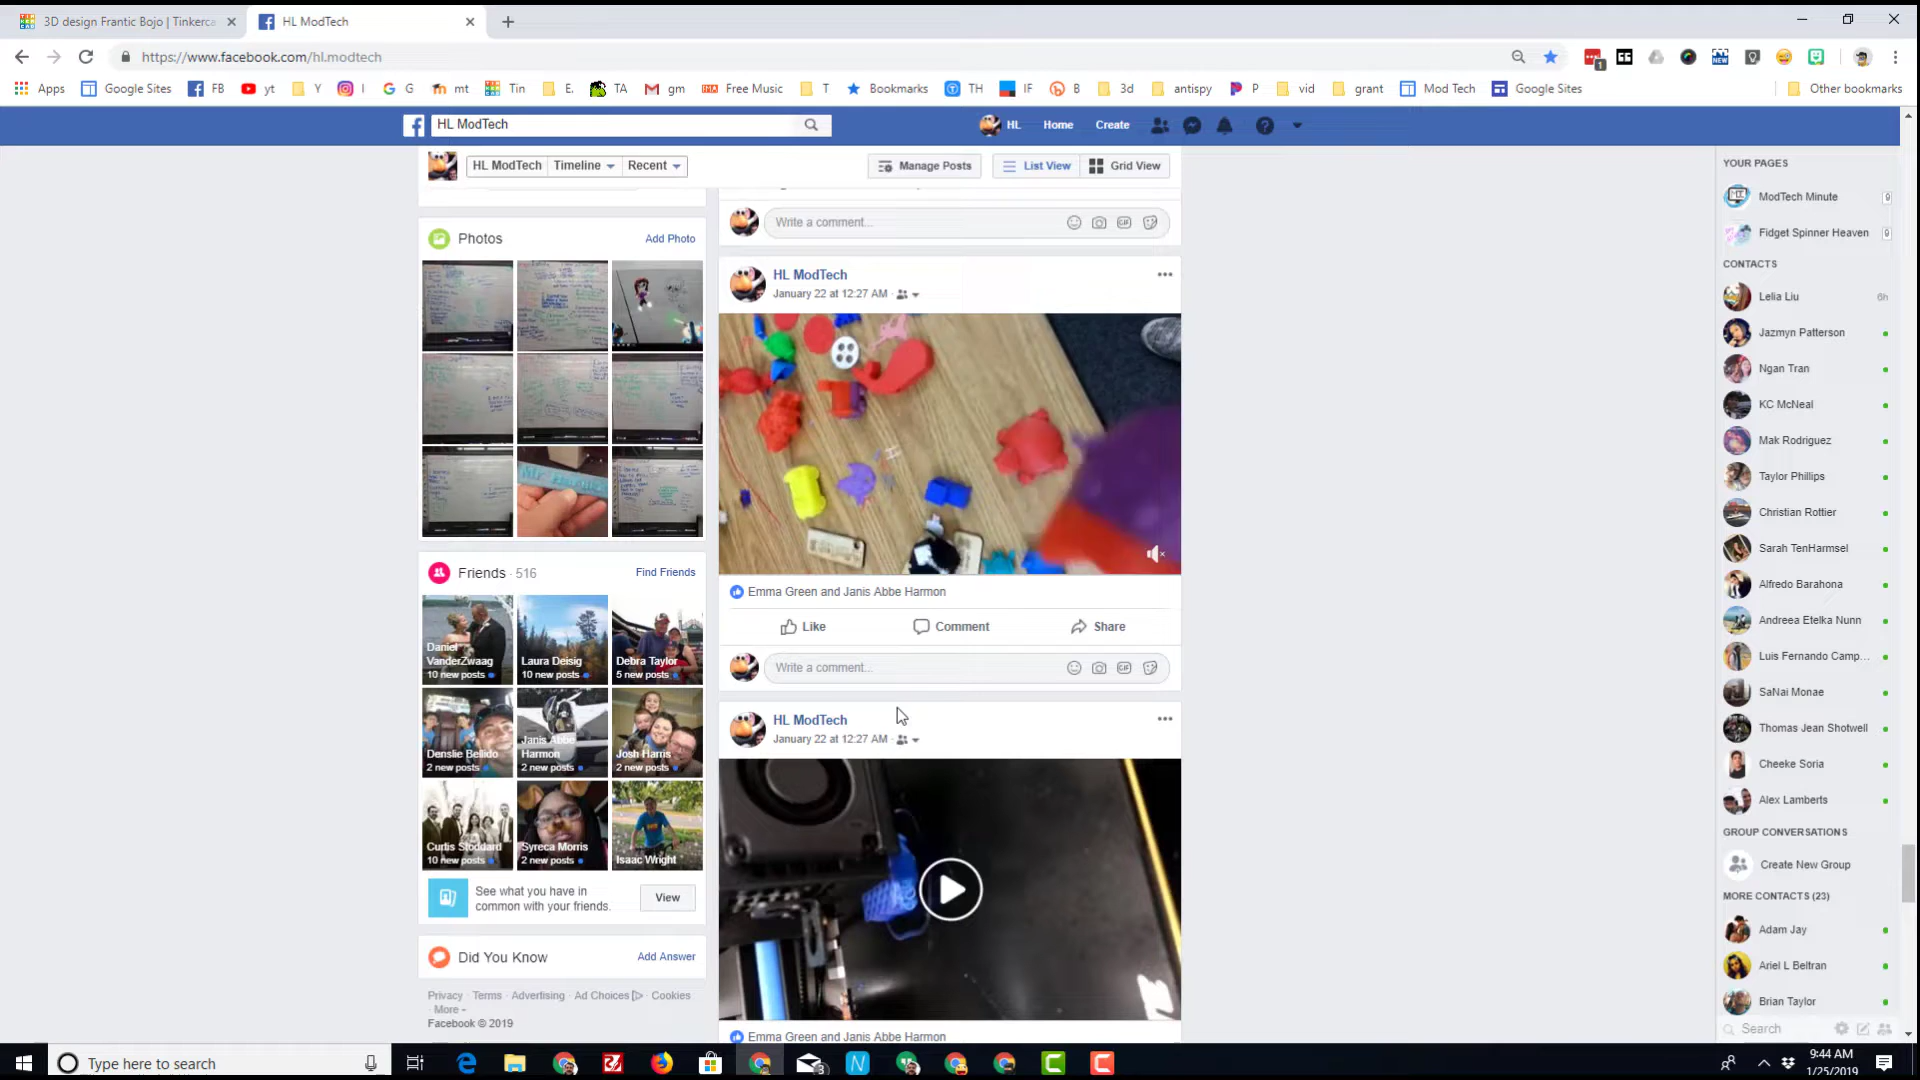 3D design Frantic Bojo | Tinkerca
HL ModTech
https://www.facebook.com/hl.modtech
Apps
Google Sites
FB
yt
Y
I
G
mt
Tin
E.
TA
gm
Free Music
T
Bookmarks
TH
IF
B
3d
antispy
P
vid
grant
Mod Tech
Google Sites
Other bookmarks
HL ModTech
HL
Home
Create
HL ModTech
Timeline
Recent
Manage Posts
List View
Grid View
Photos
Add Photo
Friends · 516
Find Friends
Daniel
VanderZwaag
10 new posts
Laura Deisig
10 new posts
Debra Taylor
5 new posts
Denslie Bellido
2 new posts
Janis Abbe
Harmon
2 new posts
Josh Harris
2 new posts
Curtis Stoddard
10 new posts
Syreca Morris
2 new posts
Isaac Wright
See what you have in
common with your friends.
View
Did You Know
Add Answer
Privacy · Terms · Advertising · Ad Choices · Cookies
· More
Facebook © 2019
Write a comment...
HL ModTech
January 22 at 12:27 AM ·
Emma Green and Janis Abbe Harmon
Like
Comment
Share
Write a comment...
HL ModTech
January 22 at 12:27 AM ·
Emma Green and Janis Abbe Harmon
YOUR PAGES
ModTech Minute
Fidget Spinner Heaven
CONTACTS
Lelia Liu 6h
Jazmyn Patterson
Ngan Tran
KC McNeal
Mak Rodriguez
Taylor Phillips
Christian Rottier
Sarah TenHarmsel
Alfredo Barahona
Andreea Etelka Nunn
Luis Fernando Camp...
SaNai Monae
Thomas Jean Shotwell
Cheeke Soria
Alex Lamberts
GROUP CONVERSATIONS
Create New Group
MORE CONTACTS (23)
Adam Jay
Ariel L Beltran
Brian Taylor
Search
Type here to search
9:44 AM
1/25/2019